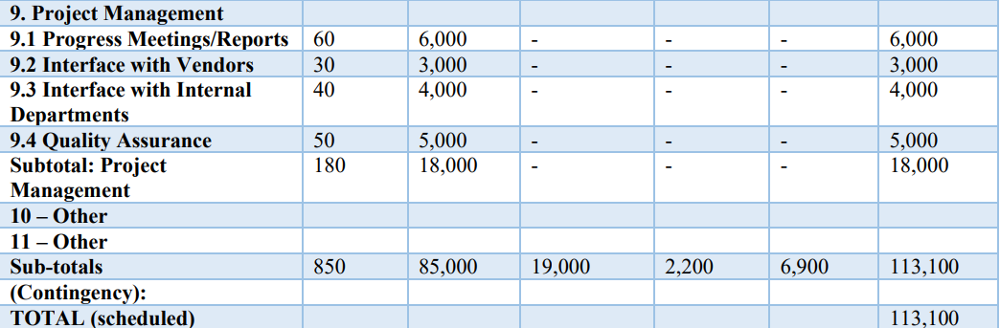 9. Project Management
9.1 Progress Meetings/Reports 60 6,000 - - - 6,000
9.2 Interface with Vendors 30 3,000 - - - 3,000
9.3 Interface with Internal 40 4,000 - - - 4,000
Departments
9.4 Quality Assurance 50 5,000 - - - 5,000
Subtotal: Project 180 18,000 - - - 18,000
Management
10 – Other
11 – Other
Sub-totals 850 85,000 19,000 2,200 6,900 113,100
(Contingency):
TOTAL (scheduled) 113,100